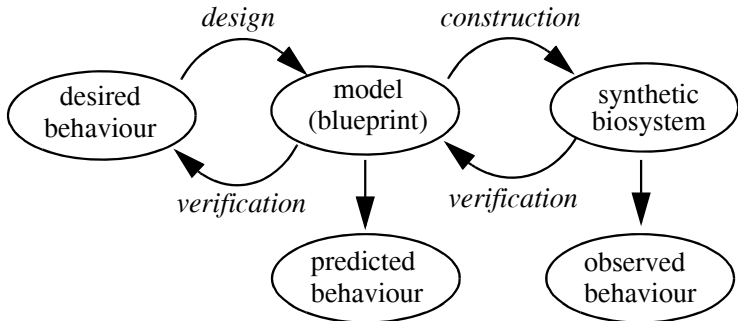 design
construction
desired
behaviour
model
(blueprint)
synthetic
biosystem
verification
verification
predicted
behaviour
observed
behaviour